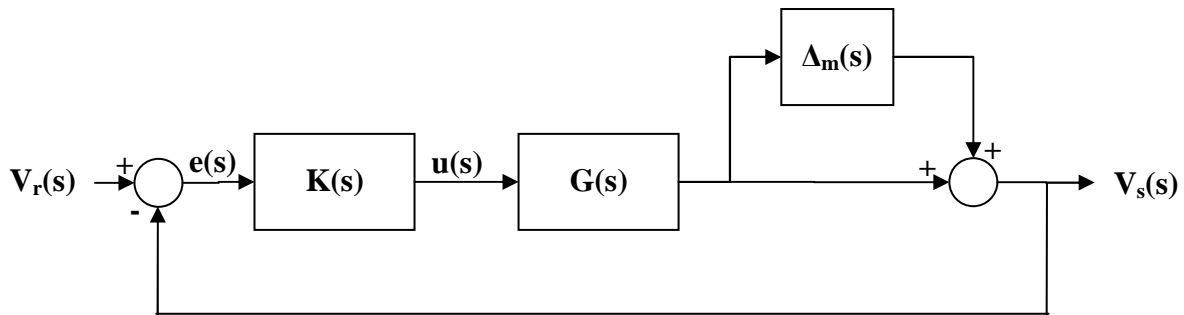 Δm(s)
+
e(s)
u(s)
+
Vr(s)
K(s)
G(s)
+
Vs(s)
-